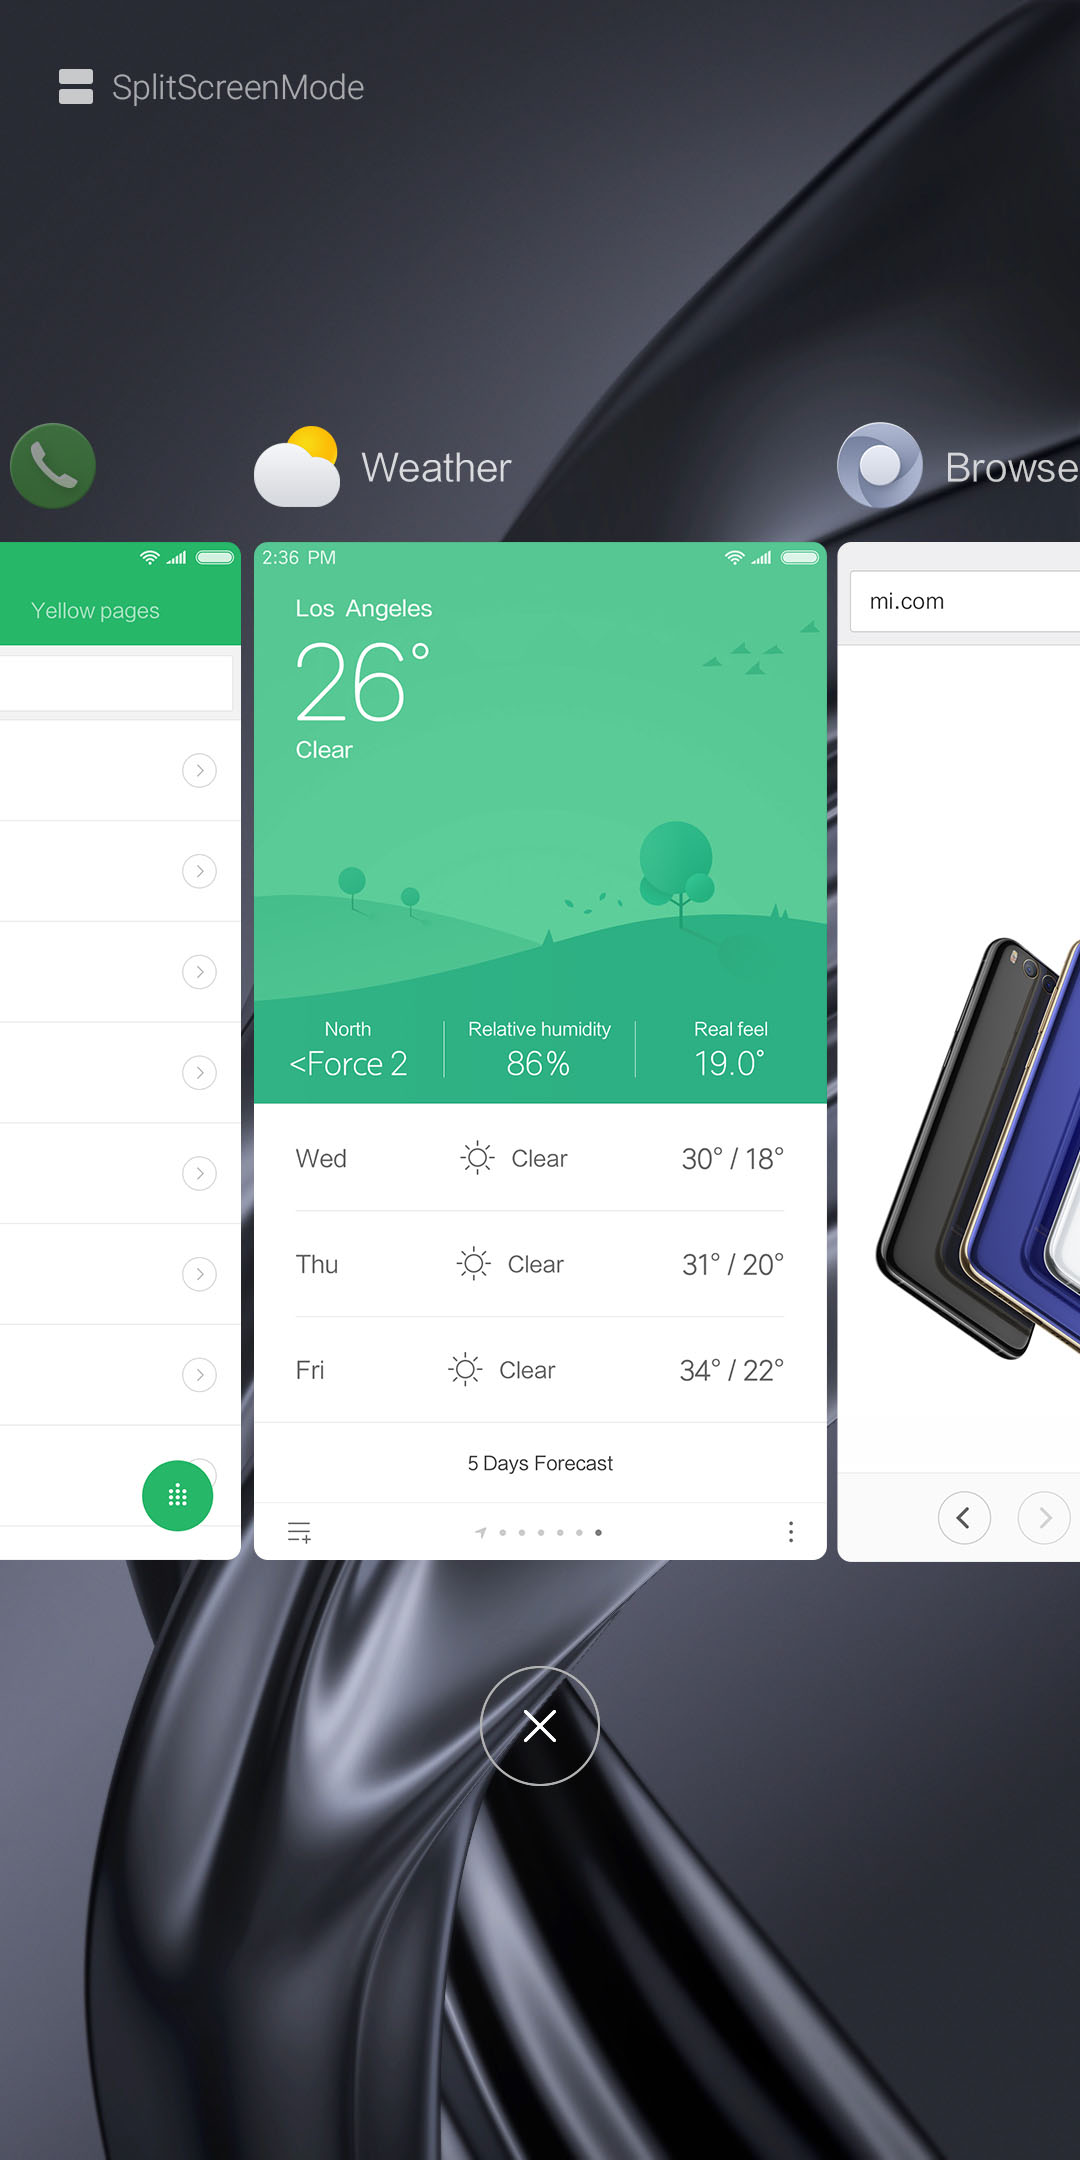 SplitScreenMode
Weather
Browse
Yellow pages
2:36 PM
Los Angeles
26°
Clear
North
<Force 2
Relative humidity
86%
Real feel
19.0°
Wed Clear 30° / 18°
Thu Clear 31° / 20°
Fri Clear 34° / 22°
5 Days Forecast
mi.com